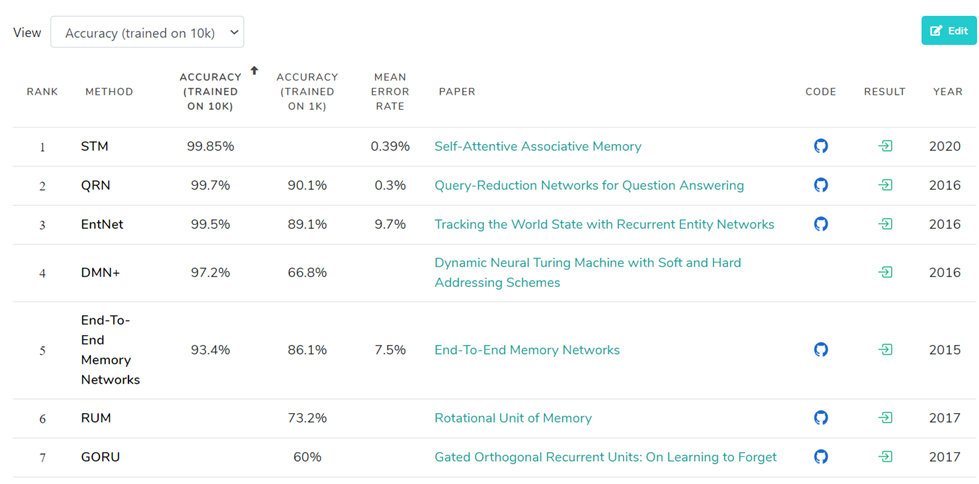 View Accuracy (trained on 10k) Edit
RANK METHOD ACCURACY (TRAINED ON 10K) ACCURACY (TRAINED ON 1K) MEAN ERROR RATE PAPER CODE RESULT YEAR
1 STM 99.85% 0.39% Self-Attentive Associative Memory 2020
2 QRN 99.7% 90.1% 0.3% Query-Reduction Networks for Question Answering 2016
3 EntNet 99.5% 89.1% 9.7% Tracking the World State with Recurrent Entity Networks 2016
4 DMN+ 97.2% 66.8% Dynamic Neural Turing Machine with Soft and Hard Addressing Schemes 2016
5 End-To-End Memory Networks 93.4% 86.1% 7.5% End-To-End Memory Networks 2015
6 RUM 73.2% Rotational Unit of Memory 2017
7 GORU 60% Gated Orthogonal Recurrent Units: On Learning to Forget 2017